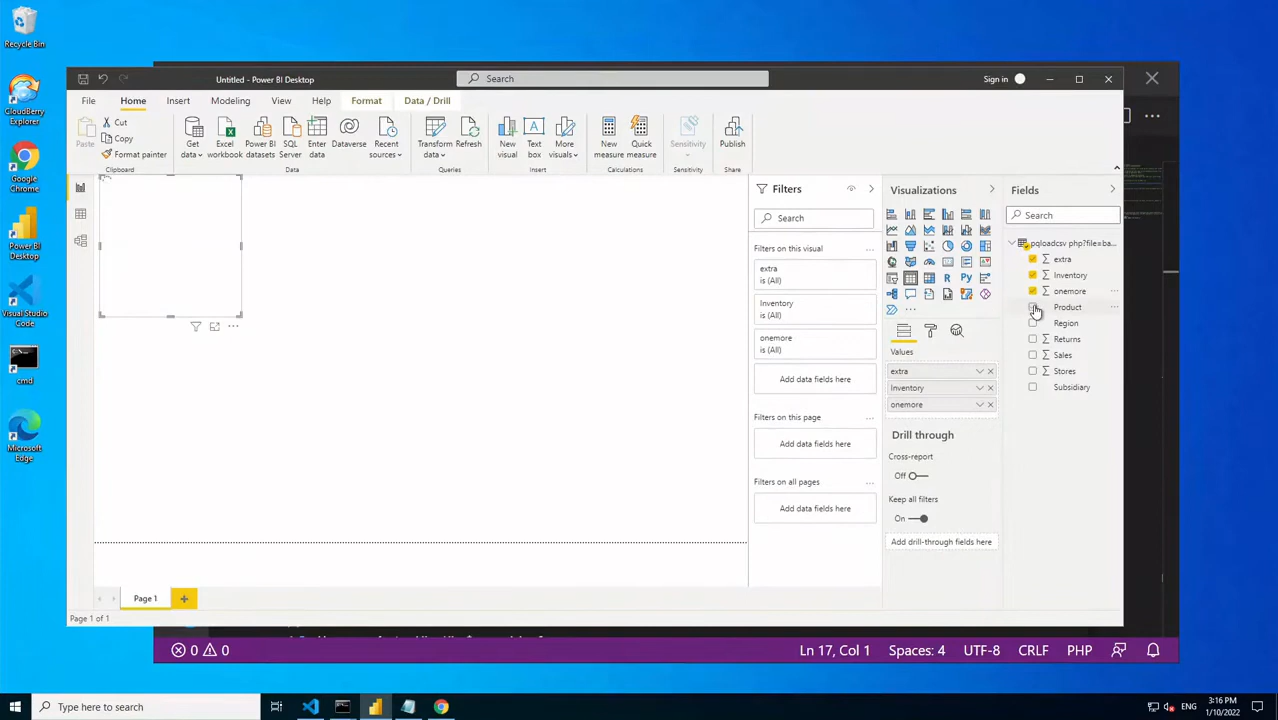 Recycle Bin
CloudBerry
Explorer
Google
Chrome
Power BI
Desktop
Visual Studio
Code
cmd
Microsoft
Edge
Untitled - Power BI Desktop
Search
Sign in
File
Home
Insert
Modeling
View
Help
Format
Data / Drill
Paste
Cut
Copy
Format painter
Clipboard
Get
data
Excel
workbook
Power BI
datasets
SQL
Server
Enter
data
Dataverse
Recent
sources
Data
Transform
data
Refresh
Queries
New
visual
Text
box
More
visuals
Insert
New
measure
Quick
measure
Calculations
Sensitivity
Sensitivity
Publish
Share
Filters
Search
Filters on this visual
extra
is (All)
Inventory
is (All)
onemore
is (All)
Add data fields here
Filters on this page
Add data fields here
Filters on all pages
Add data fields here
Visualizations
R
Py
Values
extra
Inventory
onemore
Drill through
Cross-report
Off
Keep all filters
On
Add drill-through fields here
Fields
Search
pqloadcsv php?file=ba...
extra
Inventory
onemore
Product
Region
Returns
Sales
Stores
Subsidiary
Page 1
Page 1 of 1
0 0
Ln 17, Col 1
Spaces: 4
UTF-8
CRLF
PHP
Type here to search
ENG
3:16 PM
1/10/2022